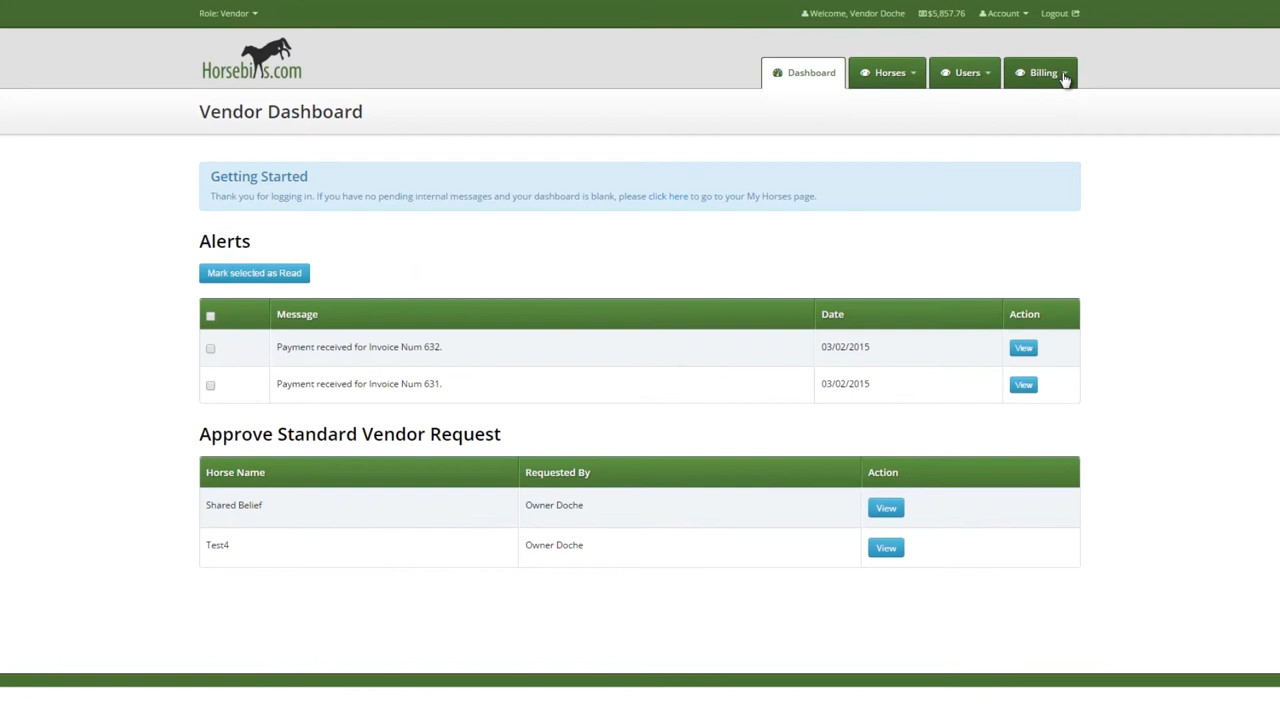 Role: Vendor
Welcome, Vendor Doche $5,857.76 Account Logout
Horsebills.com
Dashboard Horses Users Billing
Vendor Dashboard
Getting Started
Thank you for logging in. If you have no pending internal messages and your dashboard is blank, please click here to go to your My Horses page.
Alerts
Mark selected as Read
Message Date Action
Payment received for Invoice Num 632. 03/02/2015 View
Payment received for Invoice Num 631. 03/02/2015 View
Approve Standard Vendor Request
Horse Name Requested By Action
Shared Belief Owner Doche View
Test4 Owner Doche View